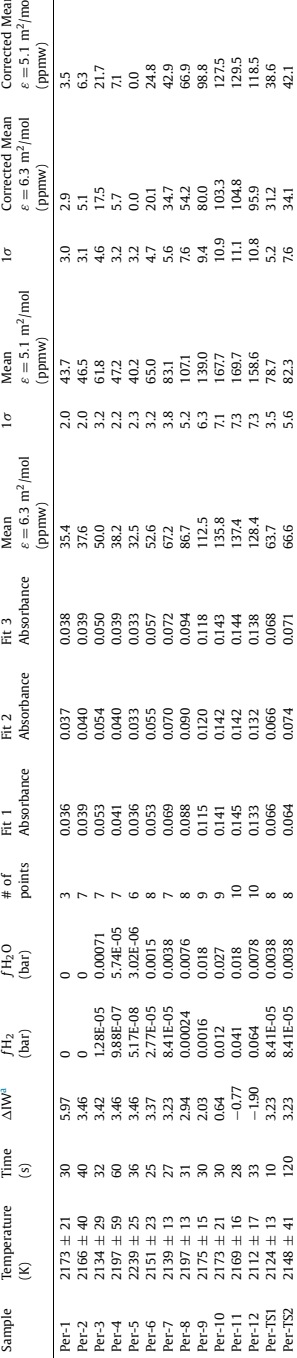 Sample Temperature Time ΔIWᵃ fH₂ fH₂O # of Fit 1 Fit 2 Fit 3 Mean 1σ Mean 1σ Corrected Mean Corrected Mean
(K) (s) (bar) (bar) points Absorbance Absorbance Absorbance ε = 6.3 m²/mol ε = 5.1 m²/mol ε = 6.3 m²/mol ε = 5.1 m²/mo
(ppmw) (ppmw) (ppmw) (ppmw)
Per-1 2173 ± 21 30 5.97 0 0 3 0.036 0.037 0.038 35.4 2.0 43.7 3.0 2.9 3.5
Per-2 2166 ± 40 40 3.46 0 0 7 0.039 0.040 0.039 37.6 2.0 46.5 3.1 5.1 6.3
Per-3 2134 ± 29 32 3.42 1.28E-05 0.00071 7 0.053 0.054 0.050 50.0 3.2 61.8 4.6 17.5 21.7
Per-4 2197 ± 59 60 3.46 9.88E-07 5.74E-05 7 0.041 0.040 0.039 38.2 2.2 47.2 3.2 5.7 7.1
Per-5 2239 ± 25 36 3.46 5.17E-08 3.02E-06 6 0.036 0.033 0.033 32.5 2.3 40.2 3.2 0.0 0.0
Per-6 2151 ± 23 25 3.37 2.77E-05 0.0015 8 0.053 0.055 0.057 52.6 3.2 65.0 4.7 20.1 24.8
Per-7 2139 ± 13 27 3.23 8.41E-05 0.0038 7 0.069 0.070 0.072 67.2 3.8 83.1 5.6 34.7 42.9
Per-8 2197 ± 13 31 2.94 0.00024 0.0076 8 0.088 0.090 0.094 86.7 5.2 107.1 7.6 54.2 66.9
Per-9 2175 ± 15 30 2.03 0.0016 0.018 9 0.115 0.120 0.118 112.5 6.3 139.0 9.4 80.0 98.8
Per-10 2173 ± 21 30 0.64 0.012 0.027 9 0.141 0.142 0.143 135.8 7.1 167.7 10.9 103.3 127.5
Per-11 2169 ± 16 28 −0.77 0.041 0.018 10 0.145 0.142 0.144 137.4 7.3 169.7 11.1 104.8 129.5
Per-12 2112 ± 17 33 −1.90 0.064 0.0078 10 0.133 0.132 0.138 128.4 7.3 158.6 10.8 95.9 118.5
Per-TS1 2124 ± 13 10 3.23 8.41E-05 0.0038 8 0.066 0.066 0.068 63.7 3.5 78.7 5.2 31.2 38.6
Per-TS2 2148 ± 41 120 3.23 8.41E-05 0.0038 8 0.064 0.074 0.071 66.6 5.6 82.3 7.6 34.1 42.1